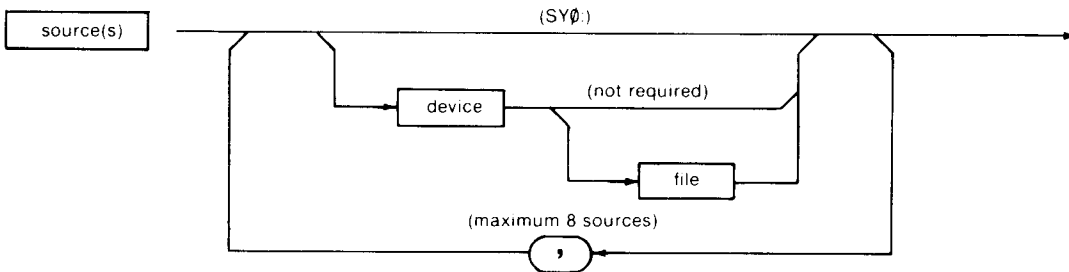 source(s)
(SYØ:)
device
(not required)
file
(maximum 8 sources)
,